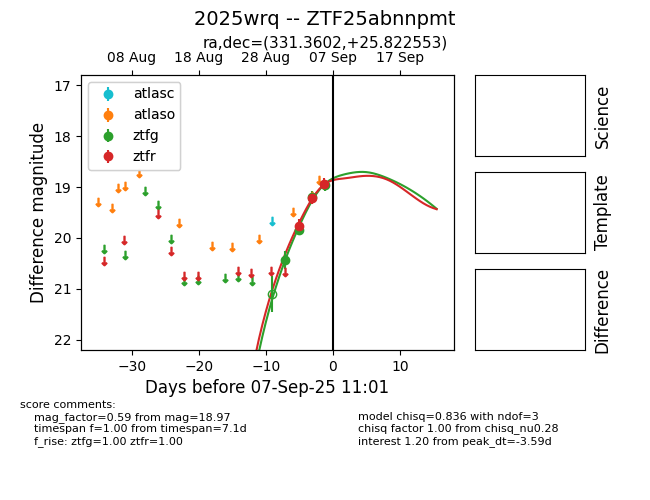 2025wrq -- ZTF25abnnpmt
ra,dec=(331.3602,+25.822553)
08 Aug 18 Aug 28 Aug 07 Sep 17 Sep
17
18
19
20
21
22
Difference magnitude
atlasc
atlaso
ztfg
ztfr
−30 −20 −10 0 10
Days before 07-Sep-25 11:01
Science
Template
Difference
score comments:
mag_factor=0.59 from mag=18.97
timespan f=1.00 from timespan=7.1d
f_rise: ztfg=1.00 ztfr=1.00
model chisq=0.836 with ndof=3
chisq factor 1.00 from chisq_nu0.28
interest 1.20 from peak_dt=-3.59d